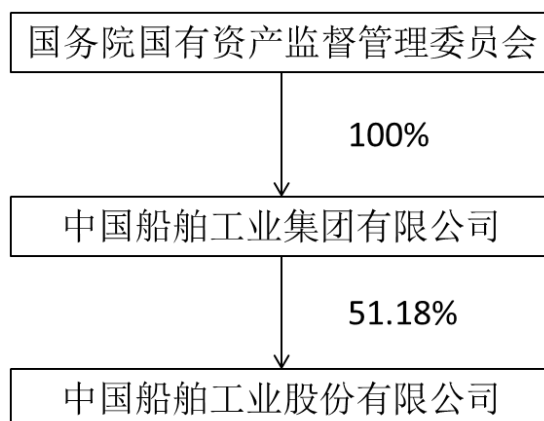 国务院国有资产监督管理委员会
100%
中国船舶工业集团有限公司
51.18%
中国船舶工业股份有限公司